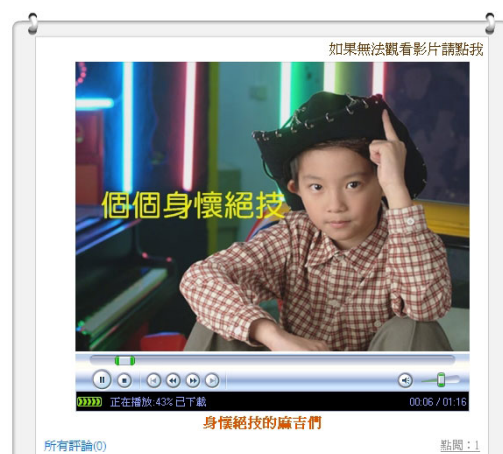 如果無法觀看影片請點我
個個身懷絕技
正在播放:43% 已下載
00:06 / 01:16
身懷絕技的麻吉們
所有評論(0)
點閱：1